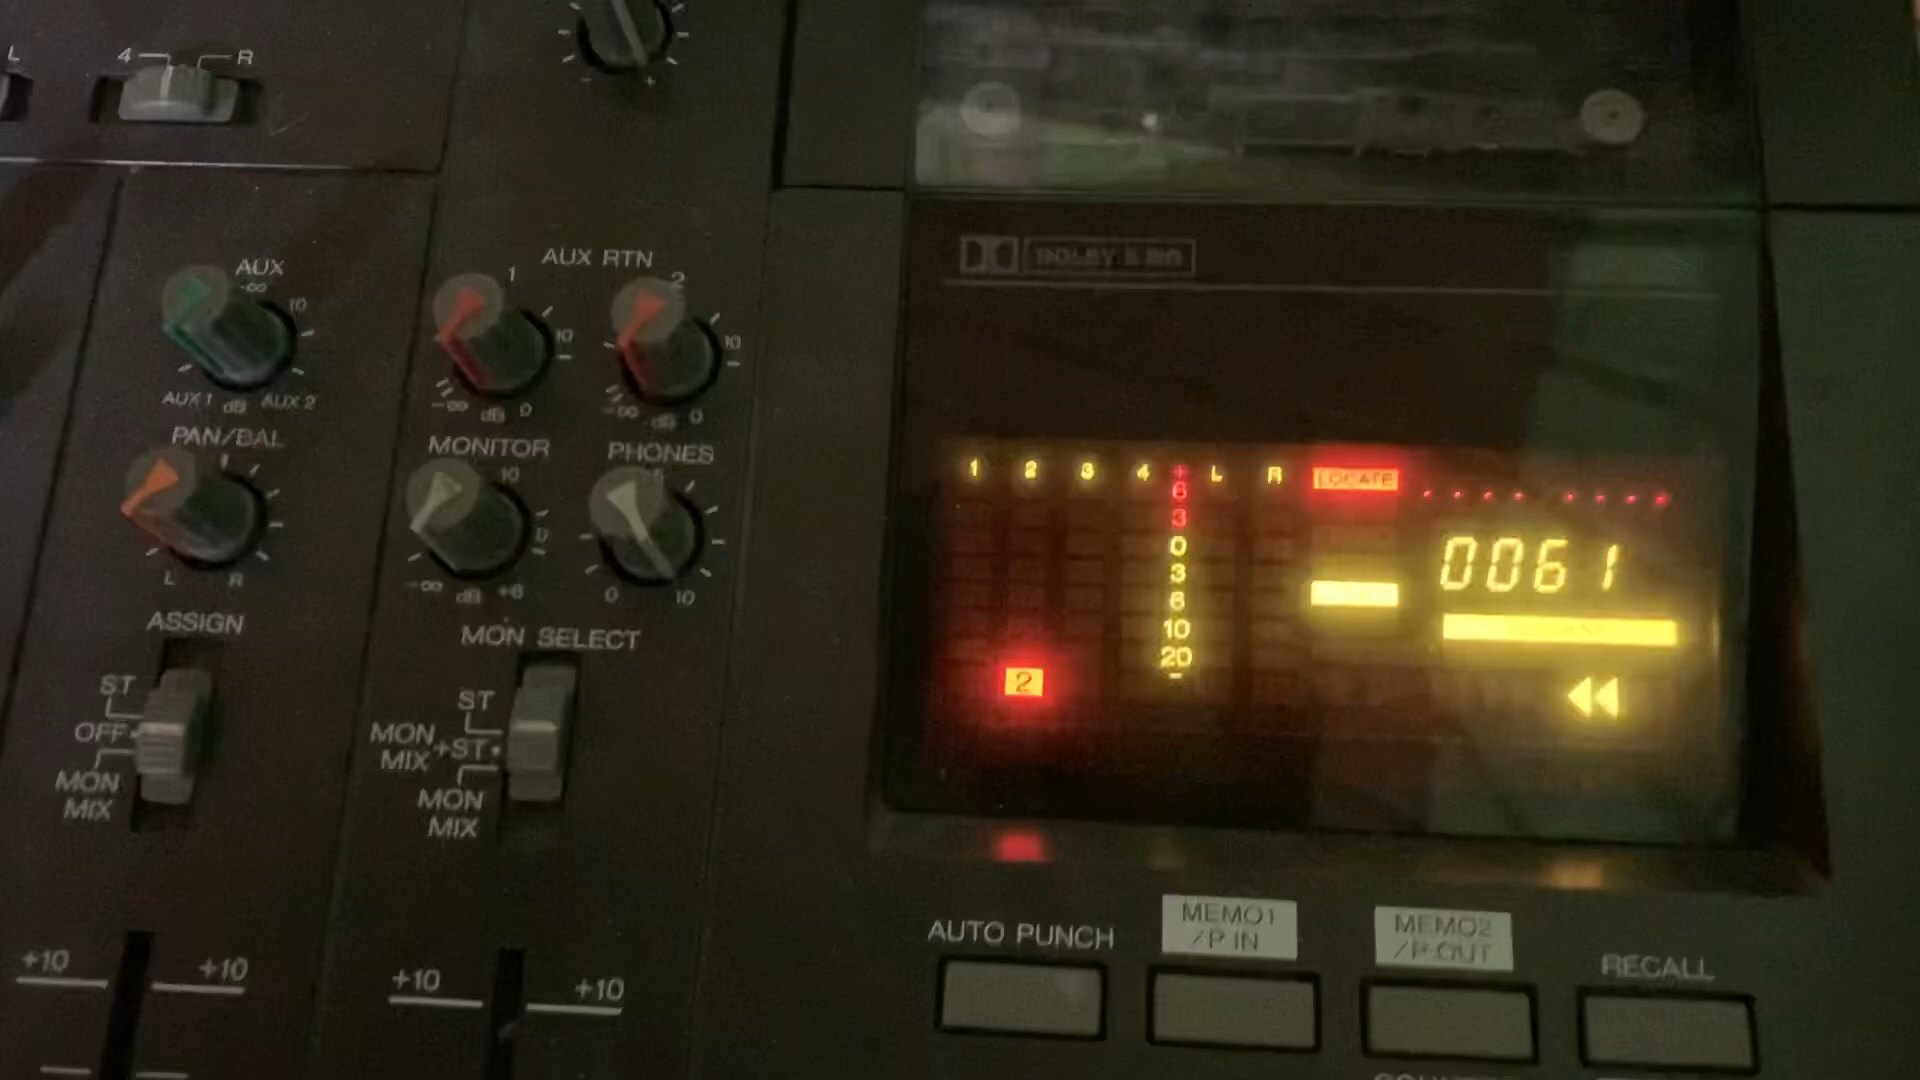 L
4 R
AUX
-∞ 10
AUX 1 dB AUX 2
AUX RTN
1 2
10 10
-∞ dB 0 -∞ dB 0
PAN/BAL
L R
MONITOR
10
0
-∞ dB +6
PHONES
0 10
ASSIGN
ST
OFF
MON
MIX
MON SELECT
ST
MON
MIX +ST
MON
MIX
+10 +10
+10 +10
1 2 3 4 + L R LOCATE
6
3
0
3
6
10
20
-
2
0061
AUTO PUNCH
MEMO1
/P IN
MEMO2
/P.OUT
RECALL